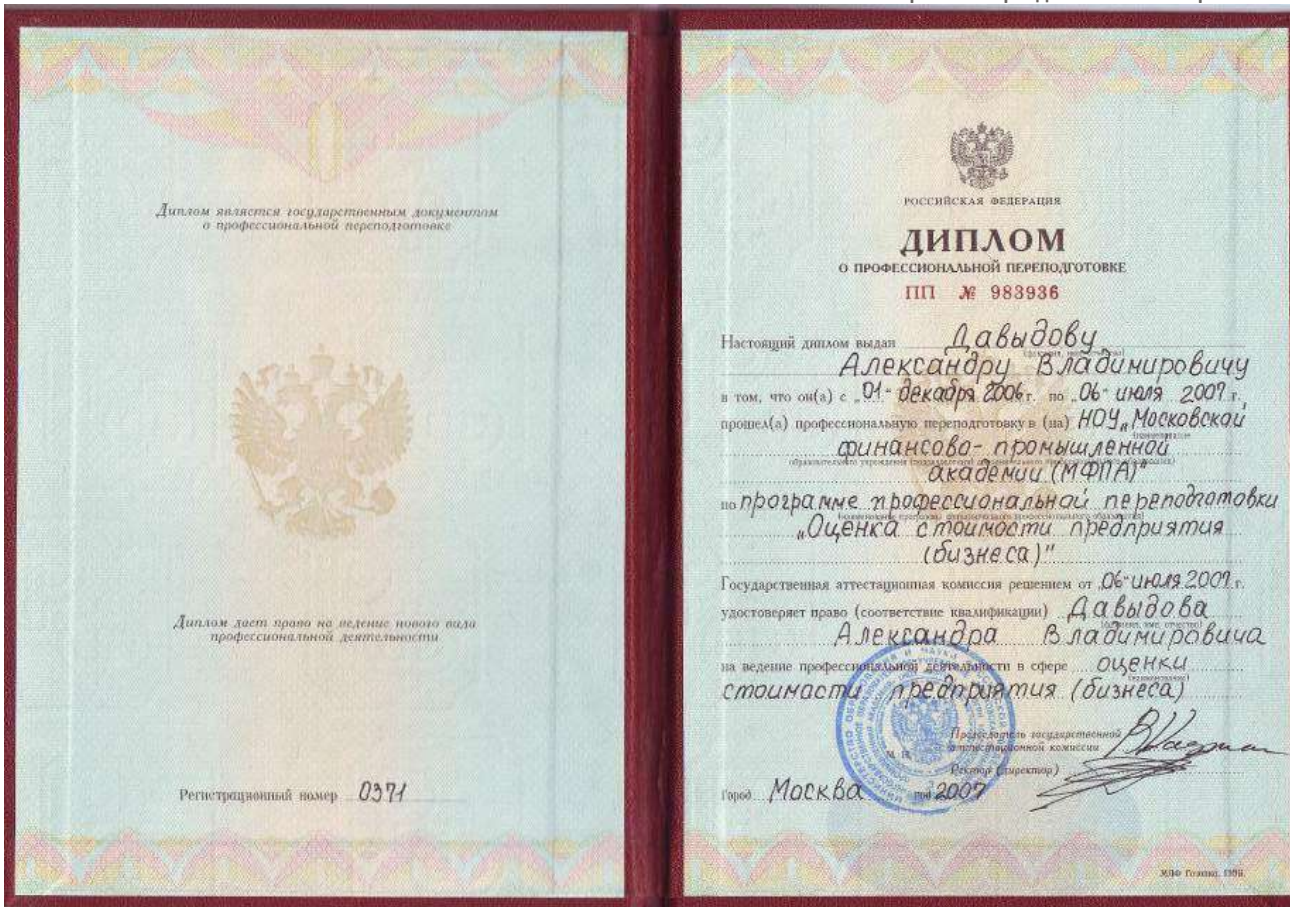 Диплом является государственным документом
о профессиональной переподготовке
Диплом дает право на ведение нового вида
профессиональной деятельности
Регистрационный номер 0371
РОССИЙСКАЯ ФЕДЕРАЦИЯ
ДИПЛОМ
О ПРОФЕССИОНАЛЬНОЙ ПЕРЕПОДГОТОВКЕ
ПП № 983936
Настоящий диплом выдан Давыдову
Александру Владимировичу
в том, что он(а) с „01" декабря 2006 г. по „06" июля 2007 г.
прошел(а) профессиональную переподготовку в (на) НОУ „Московской
финансово-промышленной
академии (МФПА)"
по программе профессиональной переподготовки
„Оценка стоимости предприятия
(бизнеса)"
Государственная аттестационная комиссия решением от „06" июля 2007 г.
удостоверяет право (соответствие квалификации) Давыдова
(фамилия, имя, отчество)
Александра Владимировича
на ведение профессиональной деятельности в сфере оценки
стоимости предприятия (бизнеса)
Председатель государственной
аттестационной комиссии
Ректор (директор)
Город Москва год 2007